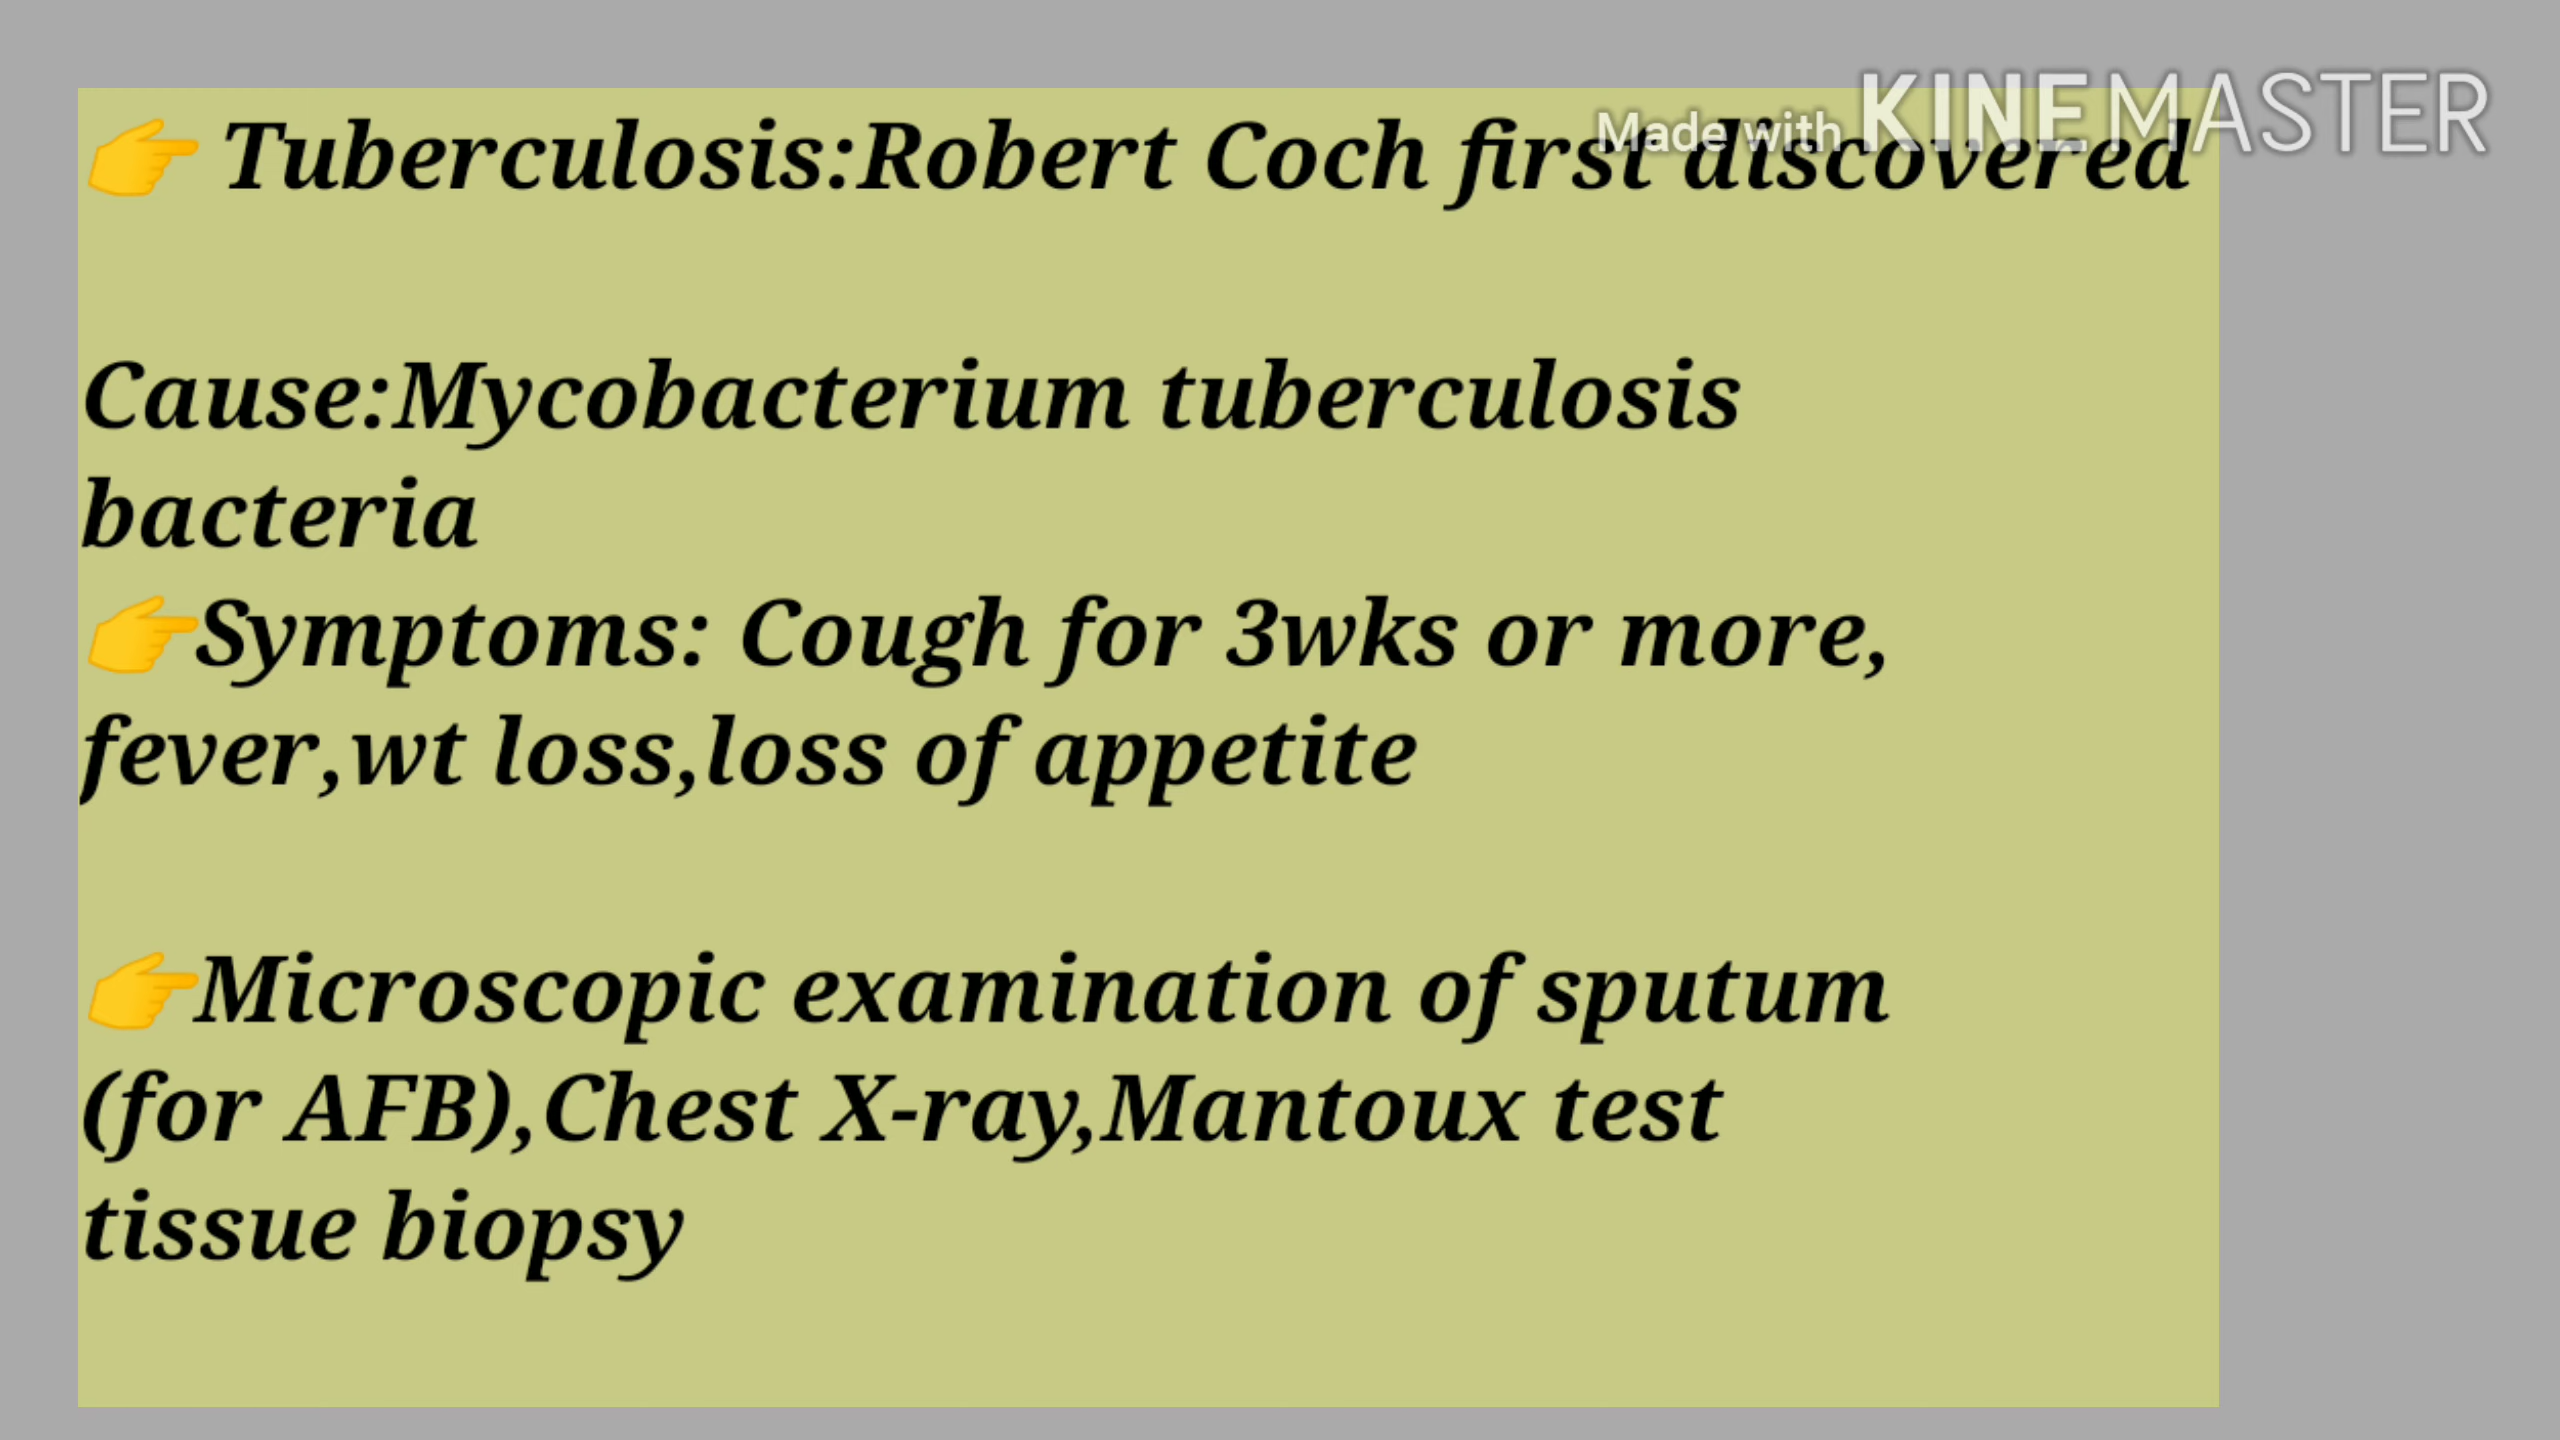 👉 Tuberculosis:Robert Coch first discovered
Made with KINEMASTER
Cause:Mycobacterium tuberculosis
bacteria
👉Symptoms: Cough for 3wks or more,
fever,wt loss,loss of appetite
👉Microscopic examination of sputum
(for AFB),Chest X-ray,Mantoux test
tissue biopsy